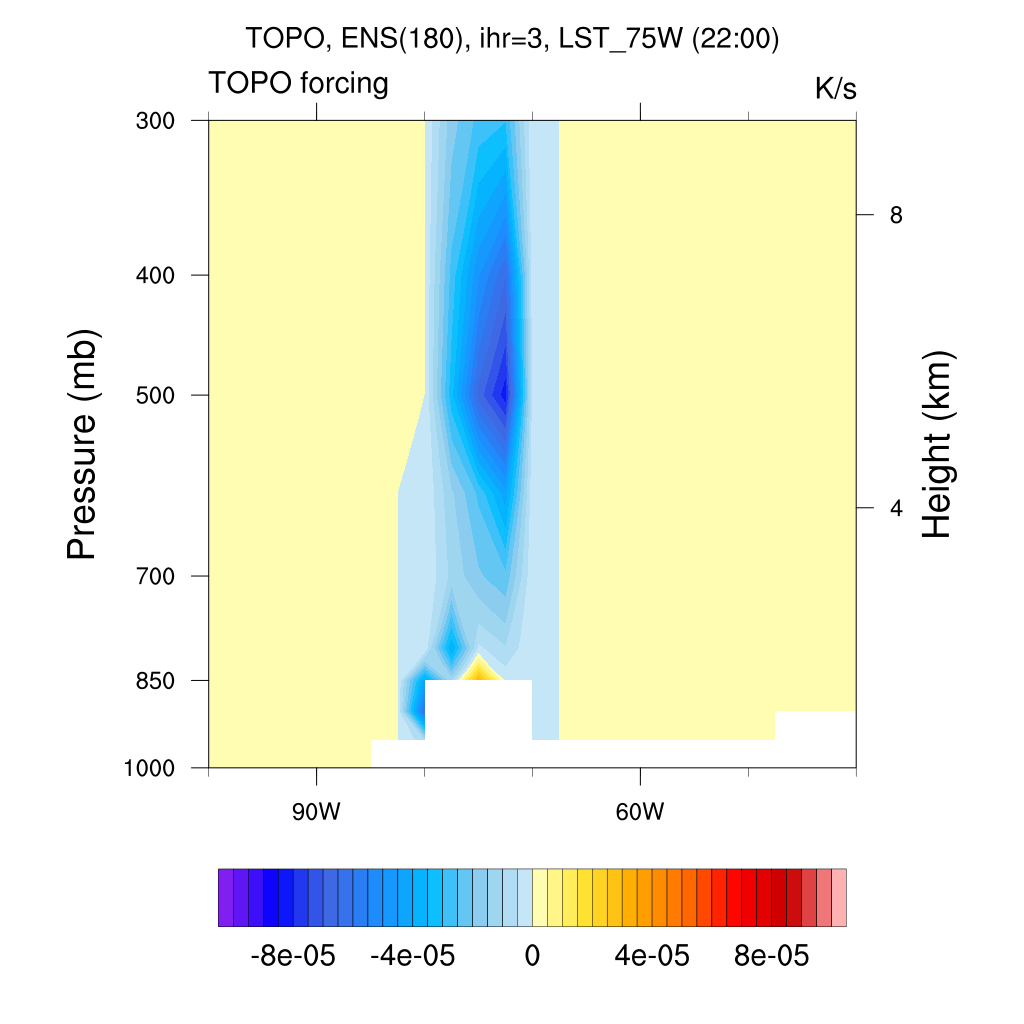 TOPO, ENS(180), ihr=3, LST_75W (22:00)
TOPO forcing
K/s
300
400
500
700
850
1000
Pressure (mb)
8
4
Height (km)
90W
60W
-8e-05
-4e-05
0
4e-05
8e-05